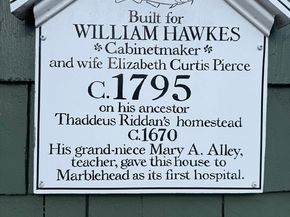 Built for
WILLIAM HAWKES
* Cabinetmaker *
and wife Elizabeth Curtis Pierce
C.1795
on his ancestor
Thaddeus Riddan's homestead
C.1670
His grand-niece Mary A. Alley,
teacher, gave this house to
Marblehead as its first hospital.